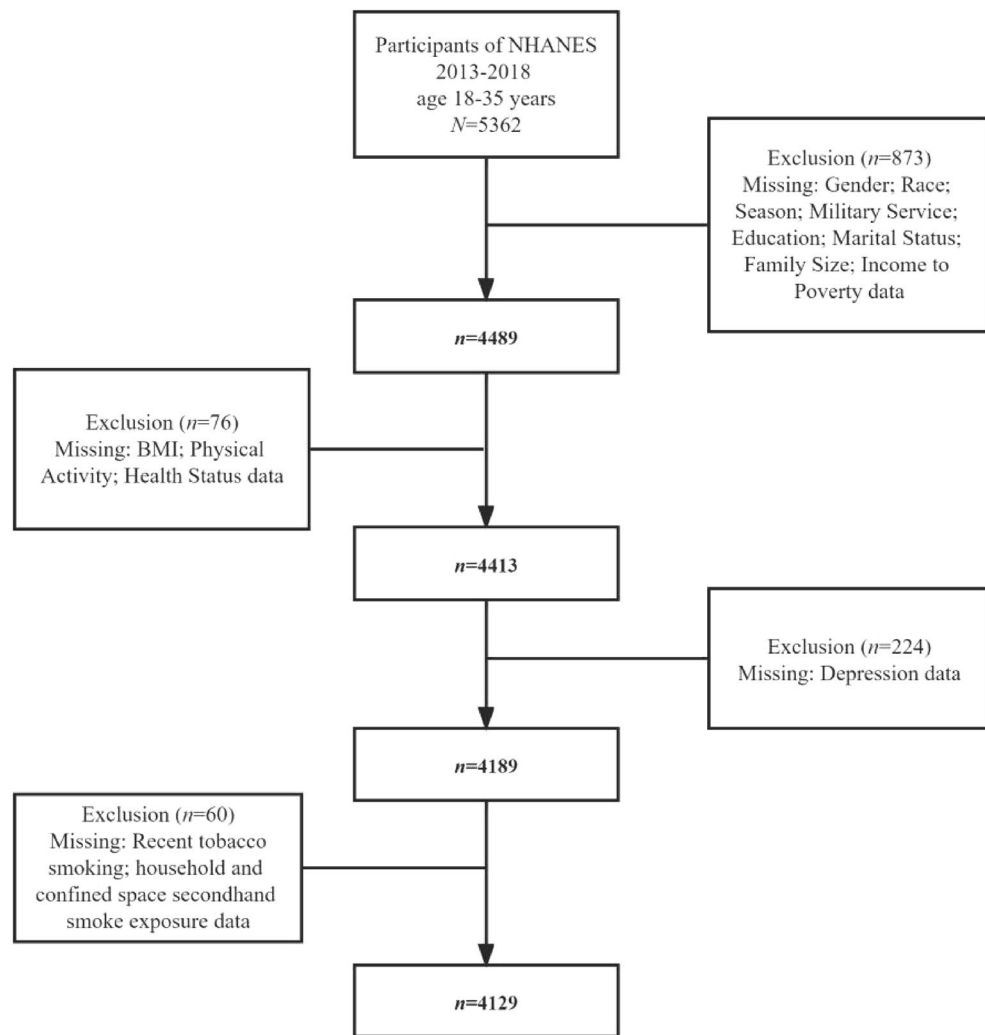 Participants of NHANES
2013-2018
age 18-35 years
N=5362
Exclusion (n=873)
Missing: Gender; Race;
Season; Military Service;
Education; Marital Status;
Family Size; Income to
Poverty data
n=4489
Exclusion (n=76)
Missing: BMI; Physical
Activity; Health Status data
n=4413
Exclusion (n=224)
Missing: Depression data
n=4189
Exclusion (n=60)
Missing: Recent tobacco
smoking; household and
confined space secondhand
smoke exposure data
n=4129